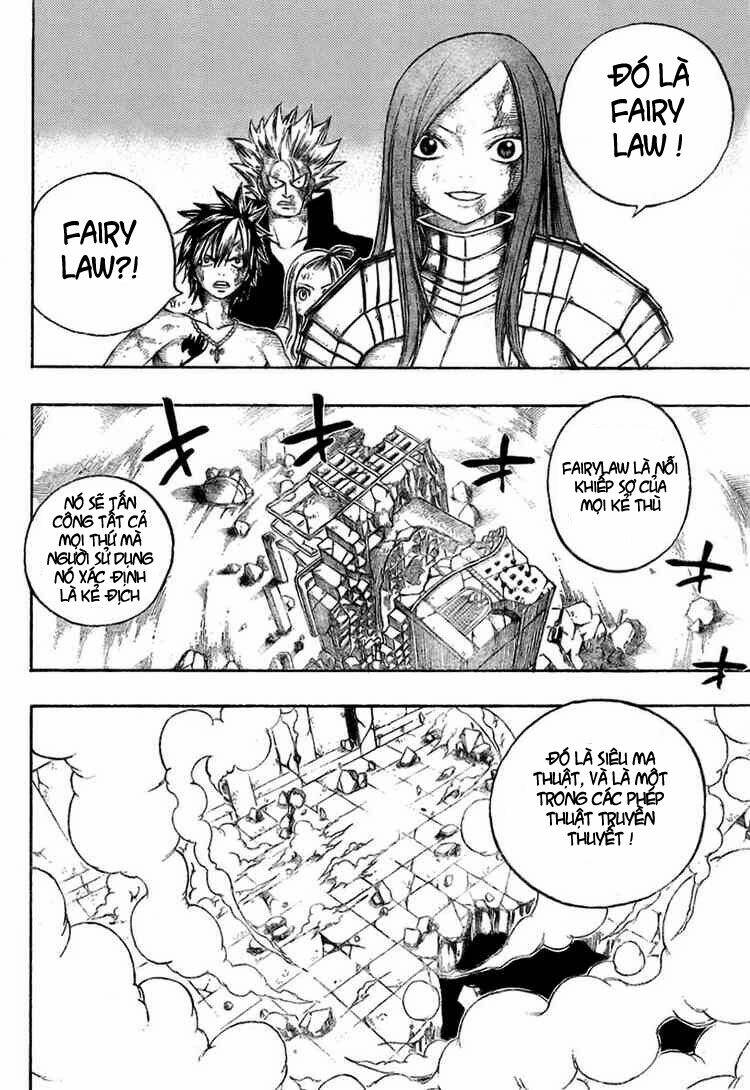 ĐÓ LÀ
FAIRY
LAW !
FAIRY
LAW?!
FAIRYLAW LÀ NỖI
KHIẾP SỢ CỦA
MỌI KẺ THÙ
NÓ SẼ TẤN
CÔNG TẤT CẢ
MỌI THỨ MÀ
NGƯỜI SỬ DỤNG
NÓ XÁC ĐỊNH
LÀ KẺ ĐỊCH
ĐÓ LÀ SIÊU MA
THUẬT, VÀ LÀ MỘT
TRONG CÁC PHÉP
THUẬT TRUYỀN
THUYẾT !